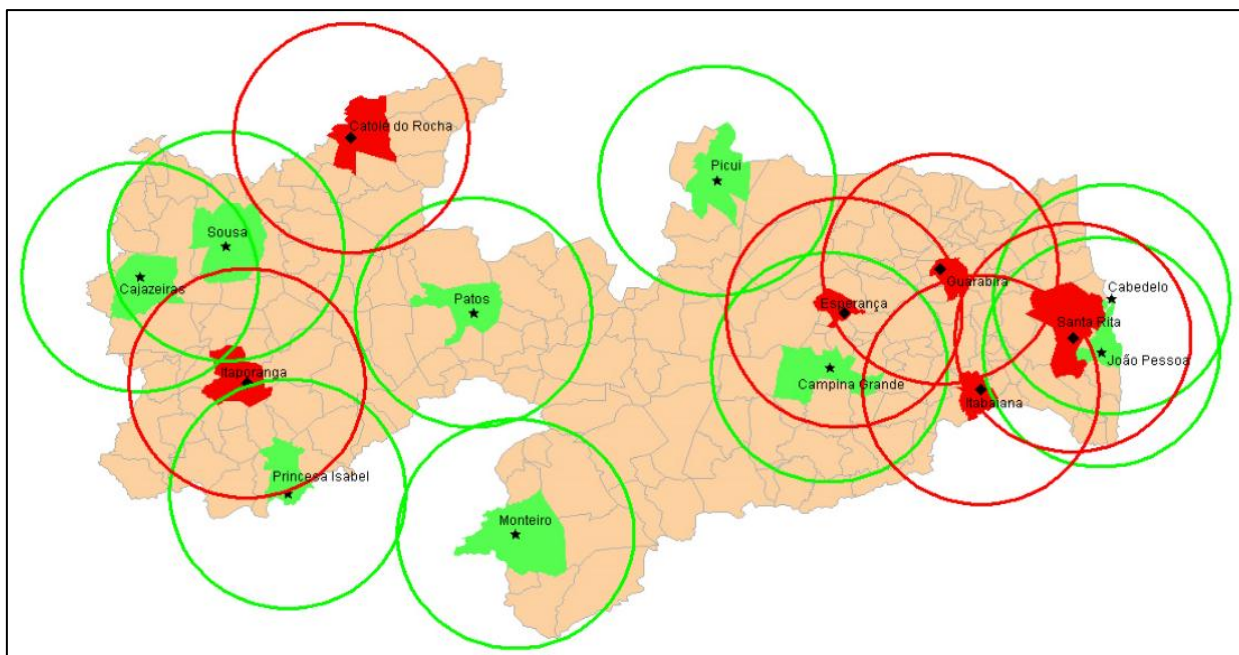 Catolé do Rocha
Picuí
Sousa
Cajazeiras
Guarabira
Cabedelo
Patos
Esperança
Santa Rita
João Pessoa
Itaporanga
Campina Grande
Itabaiana
Princesa Isabel
Monteiro